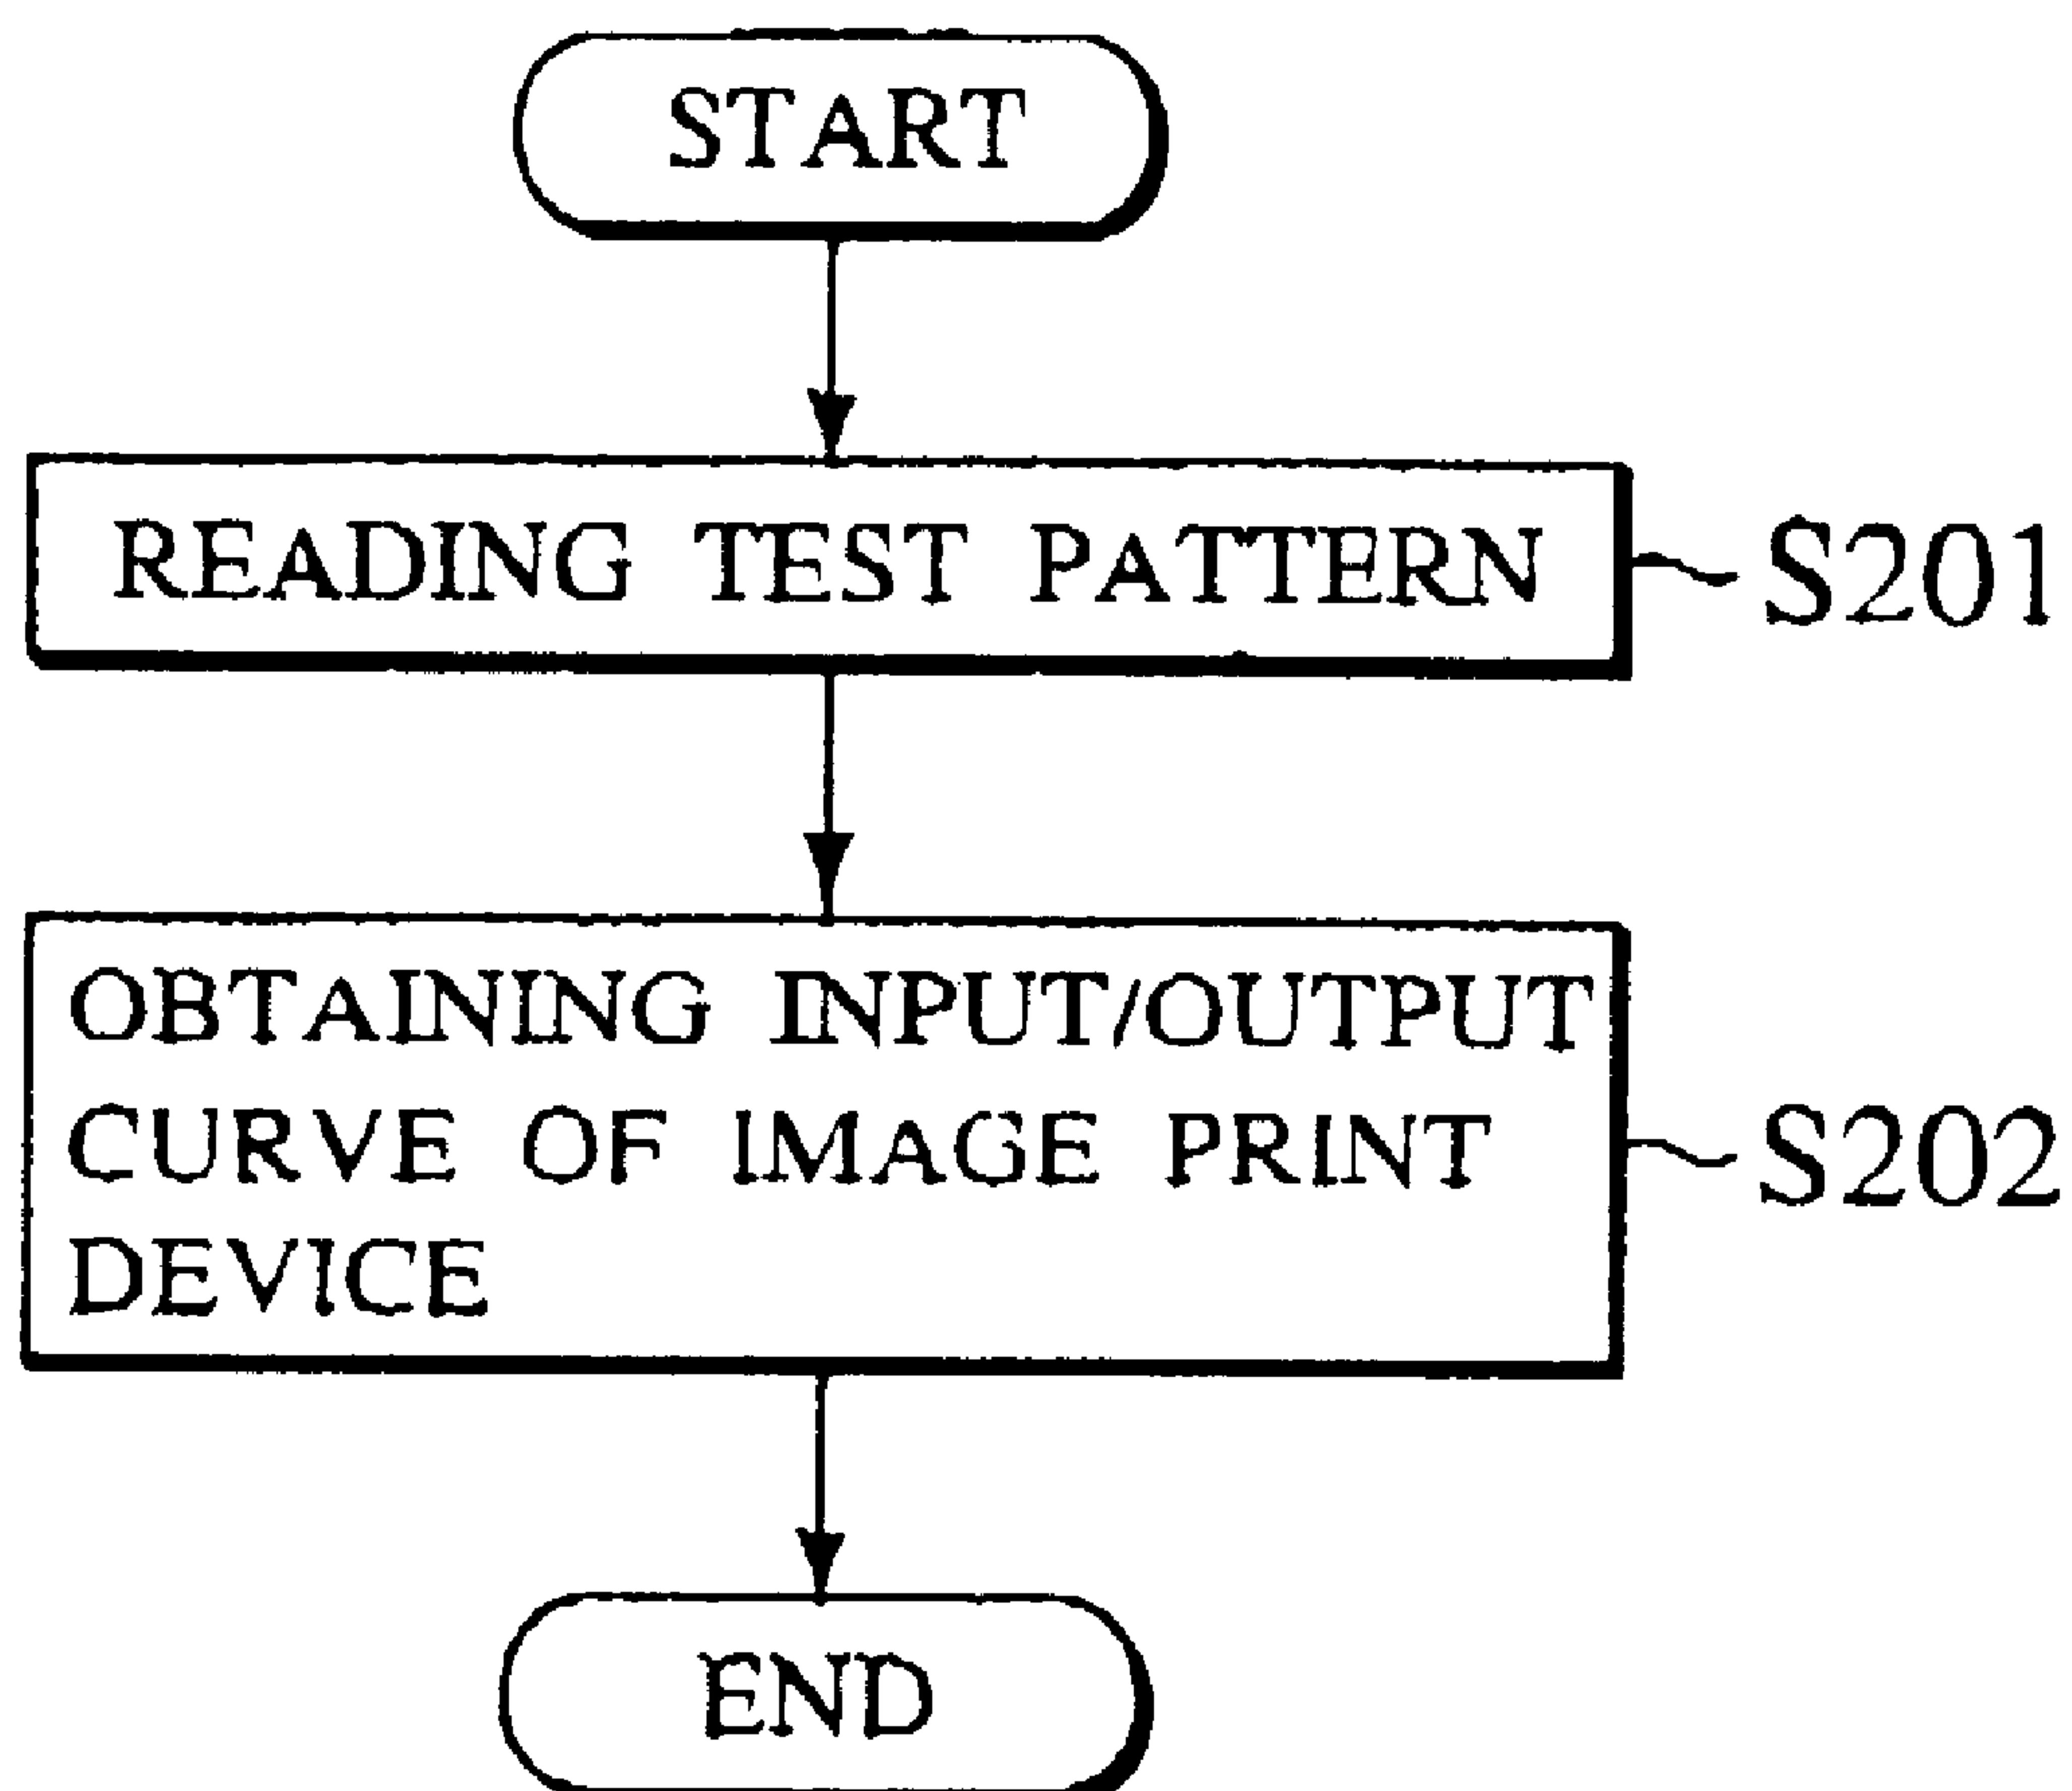 START
READING TEST PATTERN
S201
OBTAINING INPUT/OUTPUT
CURVE OF IMAGE PRINT
DEVICE
S202
END